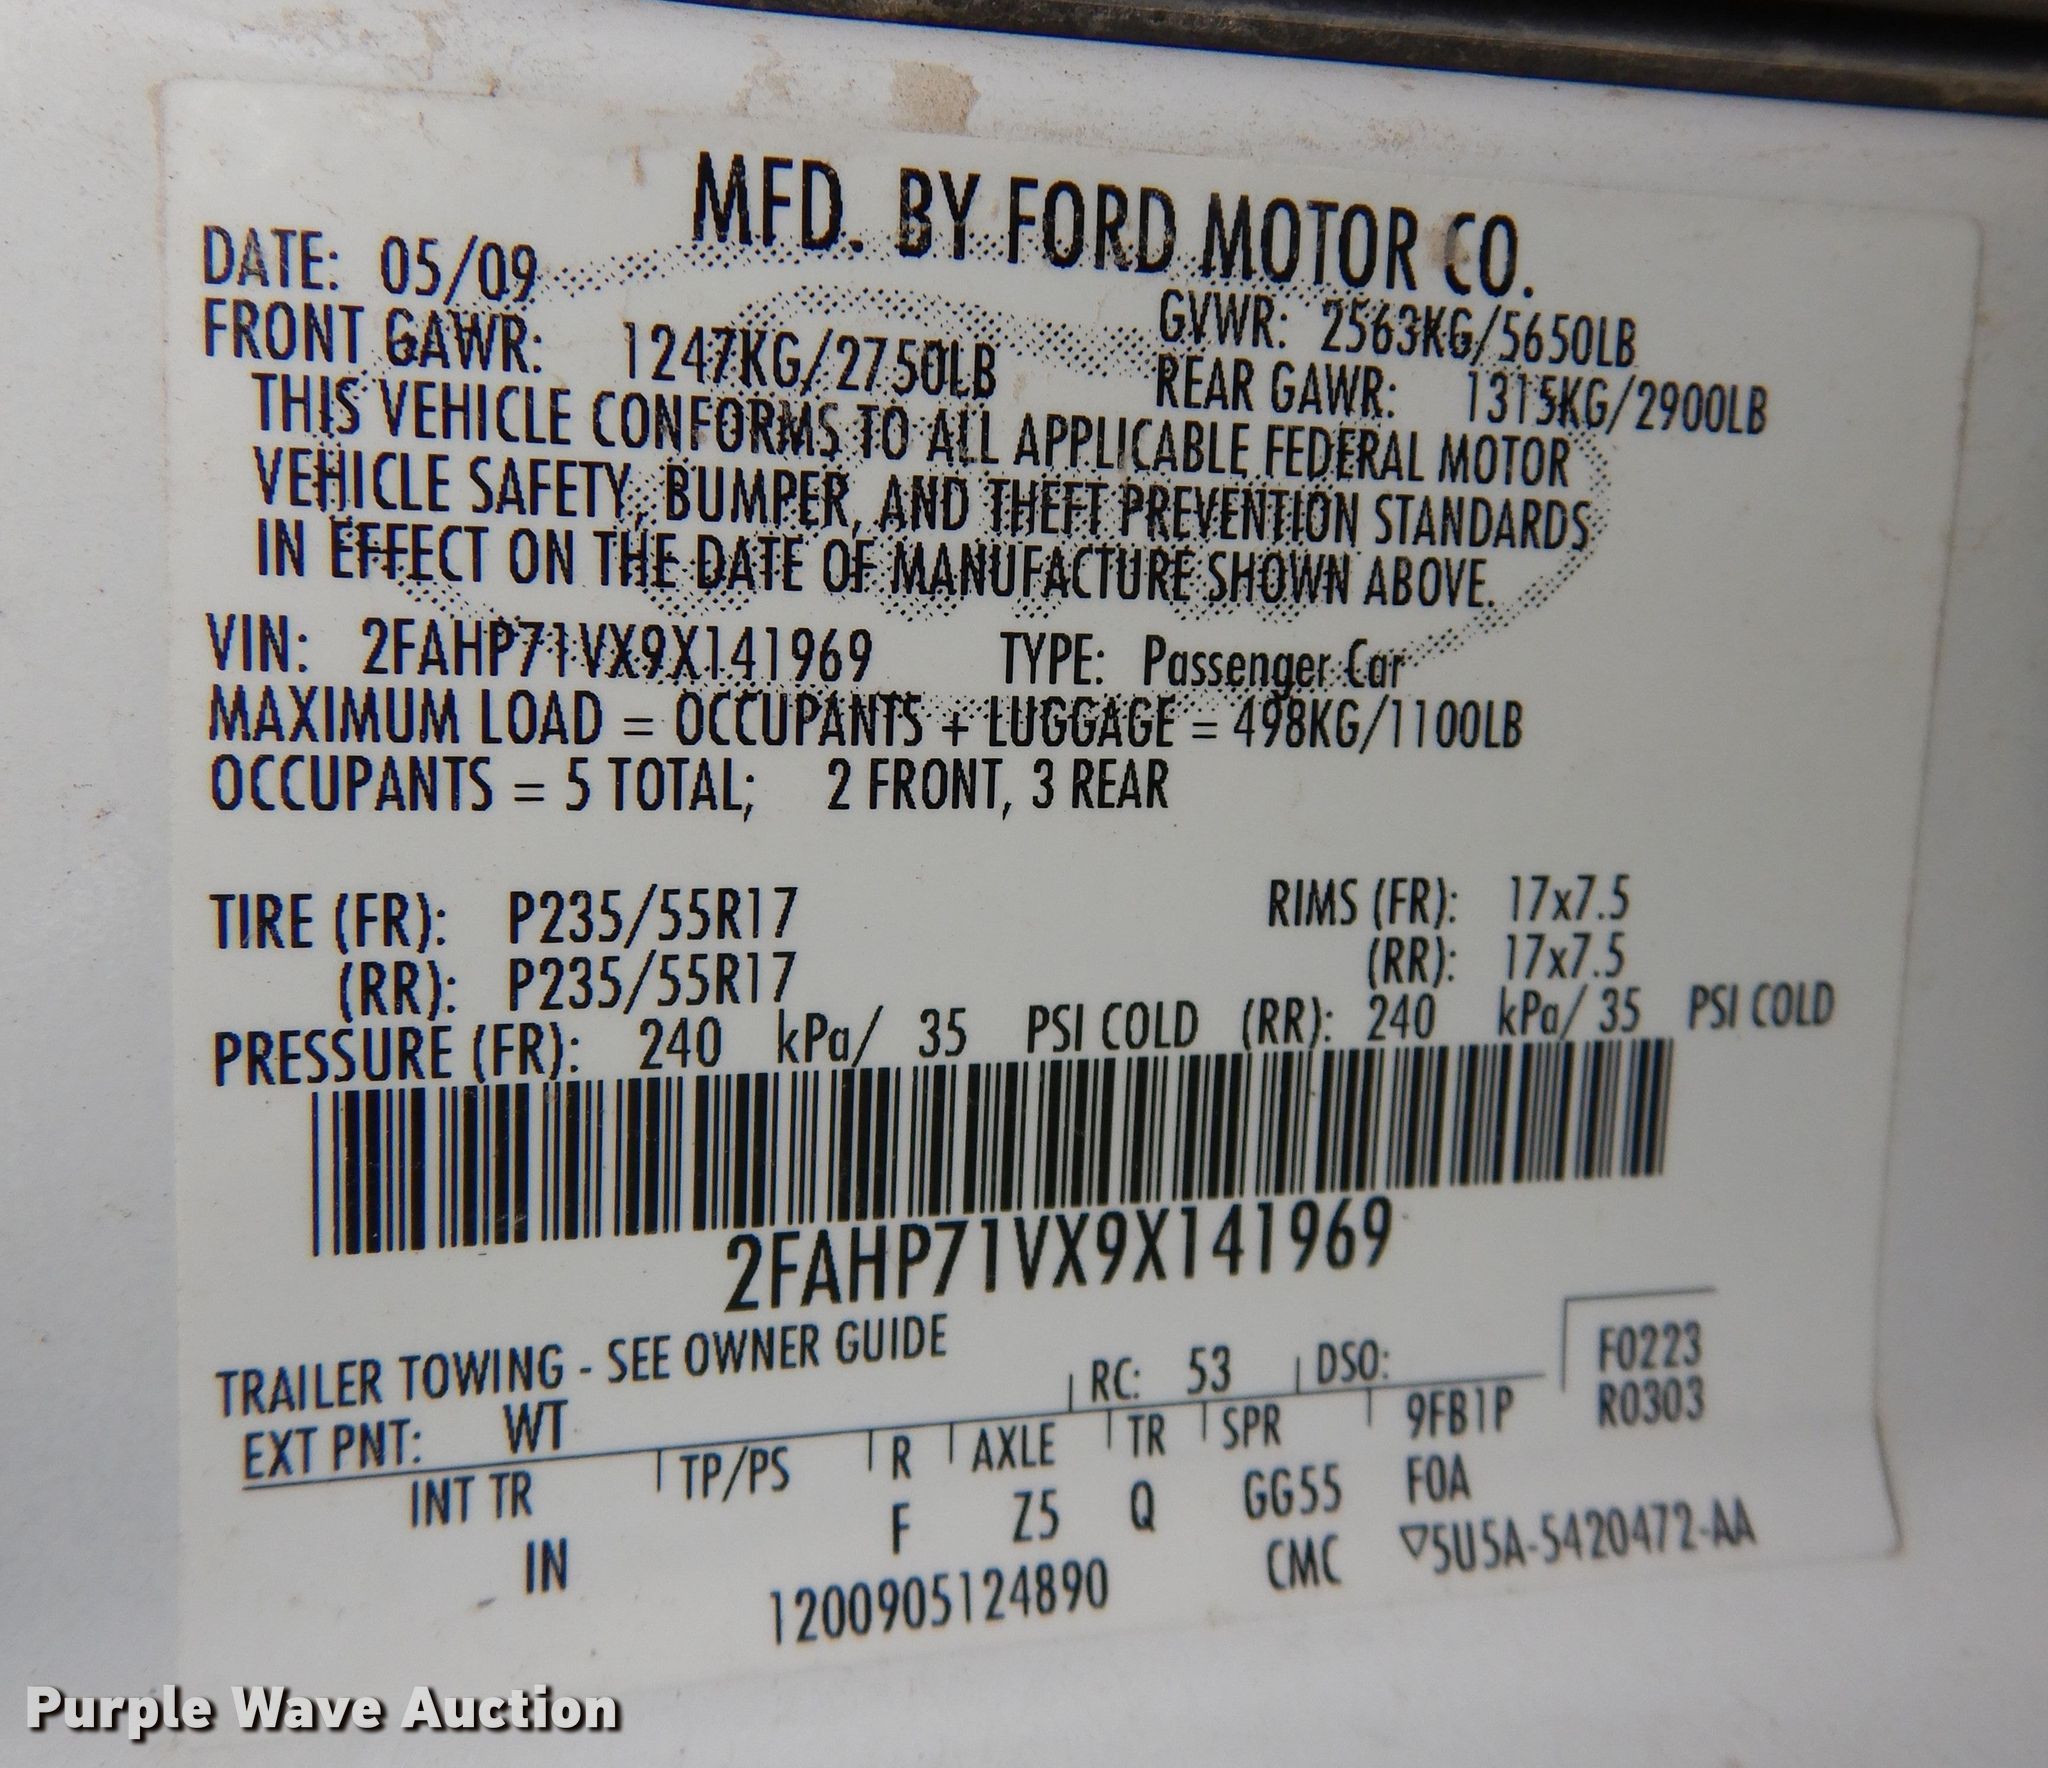 MFD. BY FORD MOTOR CO.
DATE: 05/09 GVWR: 2563KG/5650LB
FRONT GAWR: 1247KG/2750LB REAR GAWR: 1315KG/2900LB
THIS VEHICLE CONFORMS TO ALL APPLICABLE FEDERAL MOTOR
VEHICLE SAFETY, BUMPER, AND THEFT PREVENTION STANDARDS
IN EFFECT ON THE DATE OF MANUFACTURE SHOWN ABOVE.
VIN: 2FAHP71VX9X141969 TYPE: Passenger Car
MAXIMUM LOAD = OCCUPANTS + LUGGAGE = 498KG/1100LB
OCCUPANTS = 5 TOTAL; 2 FRONT, 3 REAR
TIRE (FR): P235/55R17 RIMS (FR): 17x7.5
(RR): P235/55R17 (RR): 17x7.5
PRESSURE (FR): 240 kPa/ 35 PSI COLD (RR): 240 kPa/ 35 PSI COLD
2FAHP71VX9X141969
TRAILER TOWING - SEE OWNER GUIDE
EXT PNT: WT RC: 53 DSO: F0223
INT TR TP/PS R AXLE TR SPR 9FB1P R0303
IN F Z5 Q GG55 F0A
1200905124890 CMC ▽5U5A-5420472-AA
Purple Wave Auction